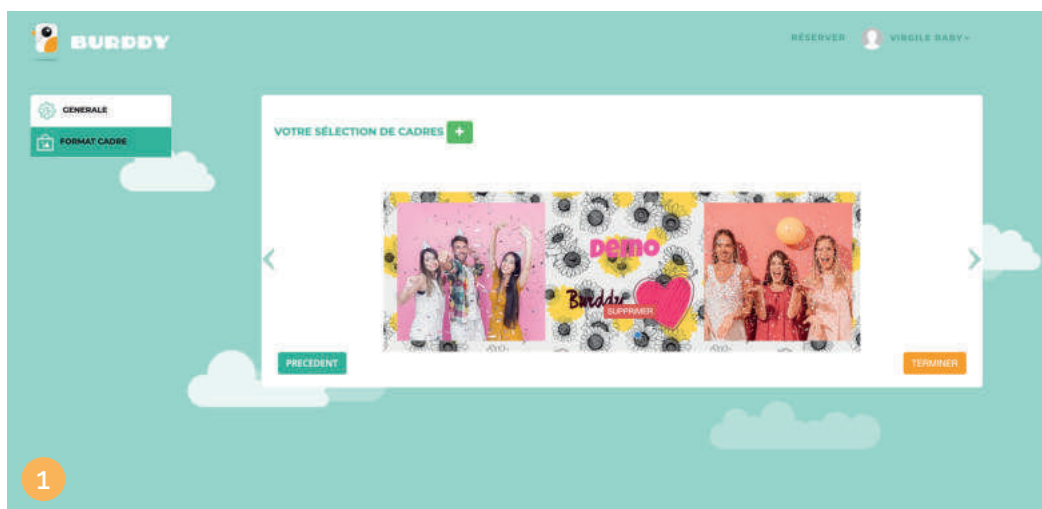 BURDDY
RÉSERVER
VIRGILE BABY
GENERALE
FORMAT CADRE
VOTRE SÉLECTION DE CADRES +
Demo
Burddy
SUPPRIMER
PRECEDENT
TERMINER
1